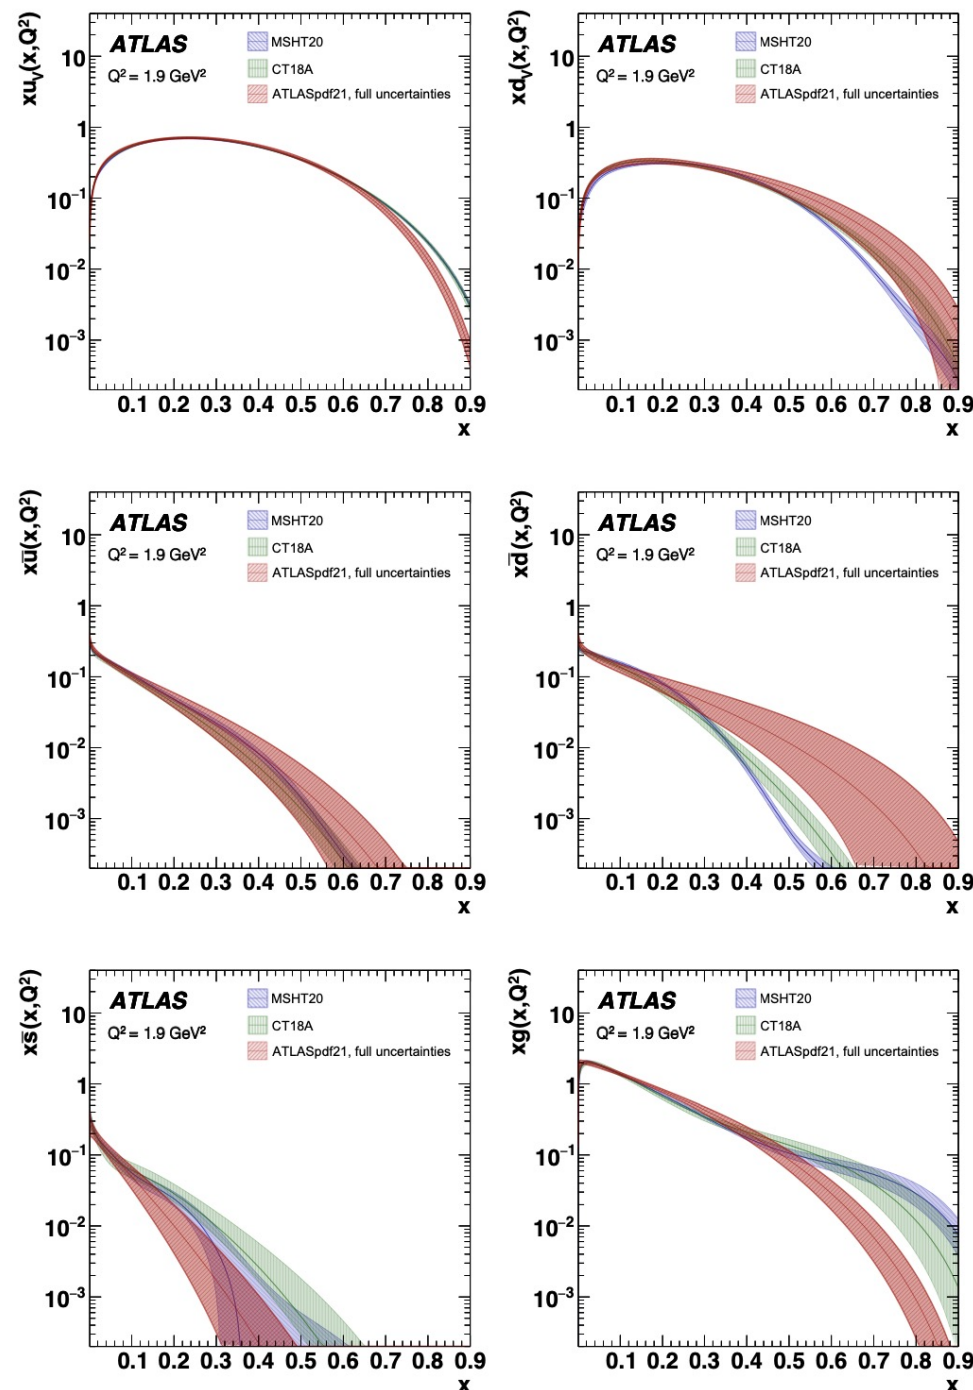 xu_V(x,Q²)
ATLAS
Q² = 1.9 GeV²
MSHT20
CT18A
ATLASpdf21, full uncertainties
10
1
10⁻¹
10⁻²
10⁻³
0.1 0.2 0.3 0.4 0.5 0.6 0.7 0.8 0.9
x
xd_V(x,Q²)
ATLAS
Q² = 1.9 GeV²
MSHT20
CT18A
ATLASpdf21, full uncertainties
10
1
10⁻¹
10⁻²
10⁻³
0.1 0.2 0.3 0.4 0.5 0.6 0.7 0.8 0.9
x
xū(x,Q²)
ATLAS
Q² = 1.9 GeV²
MSHT20
CT18A
ATLASpdf21, full uncertainties
10
1
10⁻¹
10⁻²
10⁻³
0.1 0.2 0.3 0.4 0.5 0.6 0.7 0.8 0.9
x
xd̄(x,Q²)
ATLAS
Q² = 1.9 GeV²
MSHT20
CT18A
ATLASpdf21, full uncertainties
10
1
10⁻¹
10⁻²
10⁻³
0.1 0.2 0.3 0.4 0.5 0.6 0.7 0.8 0.9
x
xs̄(x,Q²)
ATLAS
Q² = 1.9 GeV²
MSHT20
CT18A
ATLASpdf21, full uncertainties
10
1
10⁻¹
10⁻²
10⁻³
0.1 0.2 0.3 0.4 0.5 0.6 0.7 0.8 0.9
x
xg(x,Q²)
ATLAS
Q² = 1.9 GeV²
MSHT20
CT18A
ATLASpdf21, full uncertainties
10
1
10⁻¹
10⁻²
10⁻³
0.1 0.2 0.3 0.4 0.5 0.6 0.7 0.8 0.9
x